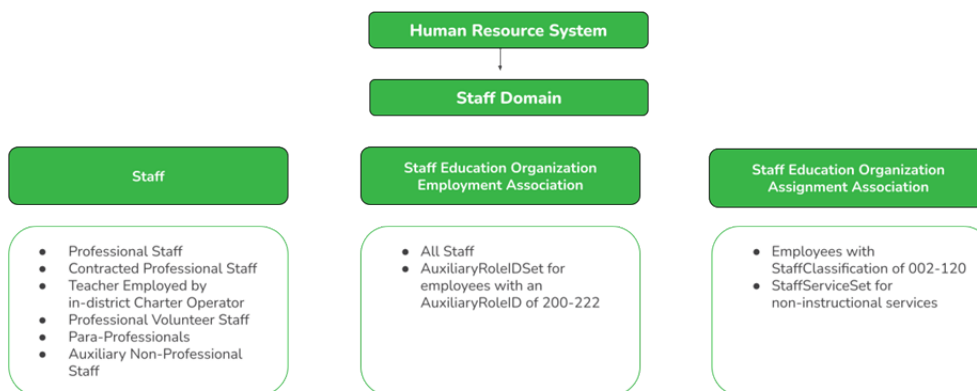 Human Resource System
Staff Domain
Staff
● Professional Staff
● Contracted Professional Staff
● Teacher Employed by
in-district Charter Operator
● Professional Volunteer Staff
● Para-Professionals
● Auxiliary Non-Professional
Staff
Staff Education Organization
Employment Association
● All Staff
● AuxiliaryRoleIDSet for
employees with an
AuxiliaryRoleID of 200-222
Staff Education Organization
Assignment Association
● Employees with
StaffClassification of 002-120
● StaffServiceSet for
non-instructional services